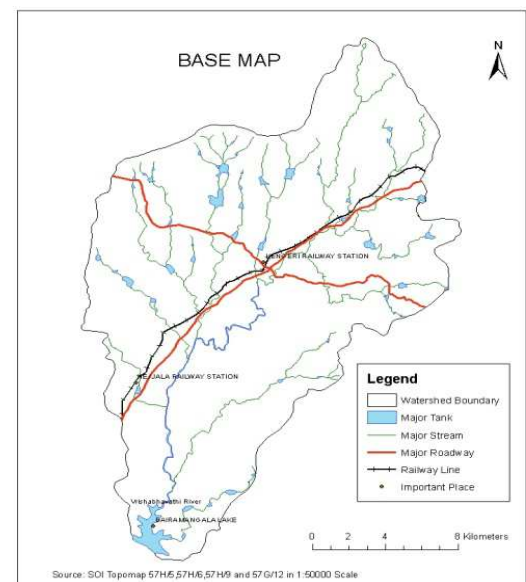 BASE MAP
N
KENGERI RAILWAY STATION
HEJJALA RAILWAY STATION
Vrishabhavathi River
BAIRAMANGALA LAKE
Legend
Watershed Boundary
Major Tank
Major Stream
Major Roadway
Railway Line
Important Place
0 2 4 8 Kilometers
Source: SOI Topomap 57H/5,57H/6,57H/9 and 57G/12 in 1:50000 Scale